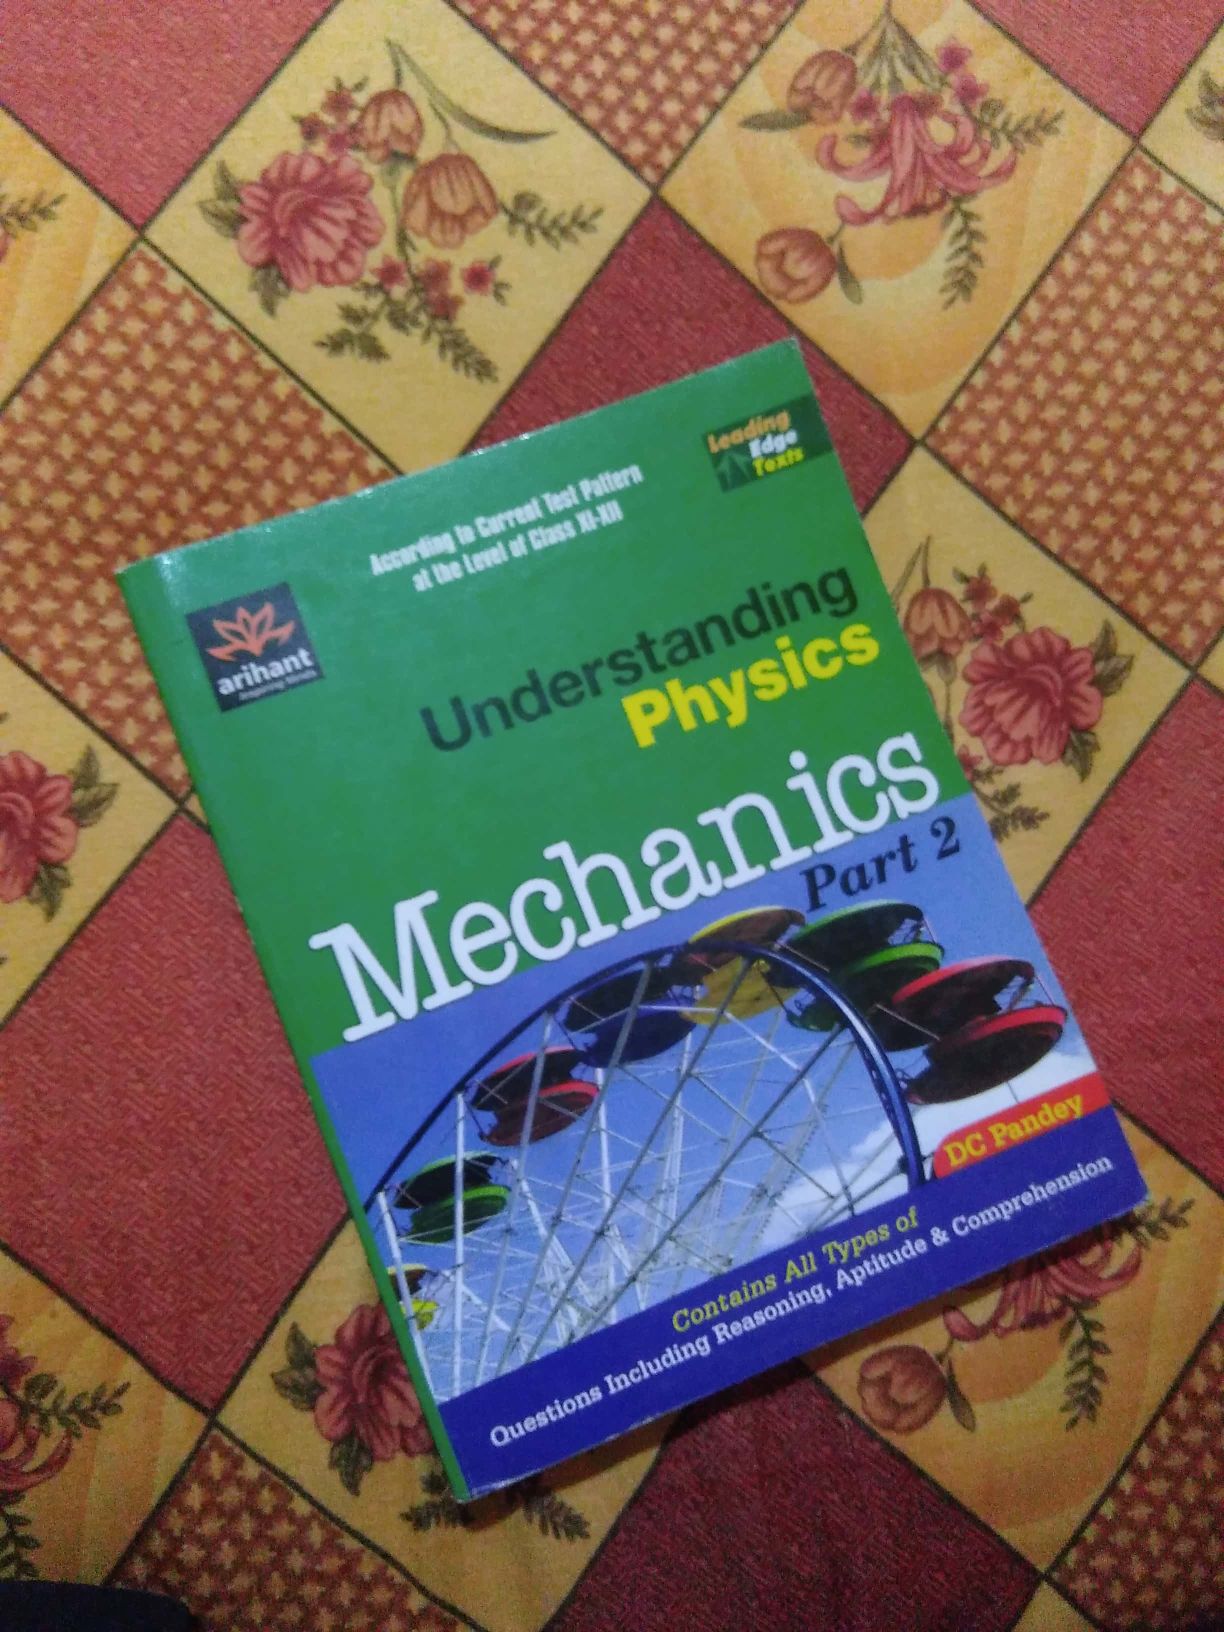 Leading
Edge
Texts
According to Current Test Pattern
at the Level of Class XI-XII
arihant
Understanding
Physics
Mechanics
Part 2
DC Pandey
Contains All Types of
Questions Including Reasoning, Aptitude & Comprehension